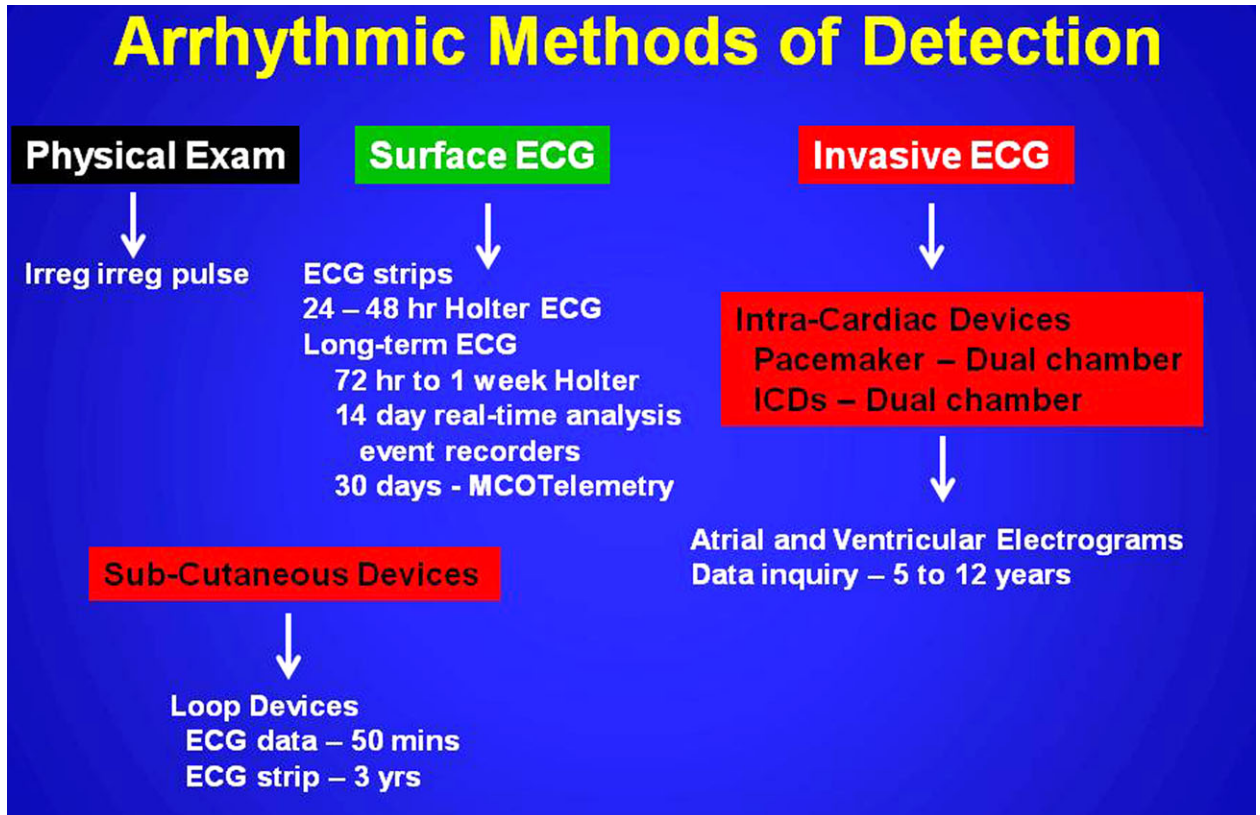 Arrhythmic Methods of Detection
Physical Exam
Irreg irreg pulse
Surface ECG
ECG strips
24 – 48 hr Holter ECG
Long-term ECG
72 hr to 1 week Holter
14 day real-time analysis
event recorders
30 days - MCOTelemetry
Invasive ECG
Intra-Cardiac Devices
Pacemaker – Dual chamber
ICDs – Dual chamber
Atrial and Ventricular Electrograms
Data inquiry – 5 to 12 years
Sub-Cutaneous Devices
Loop Devices
ECG data – 50 mins
ECG strip – 3 yrs